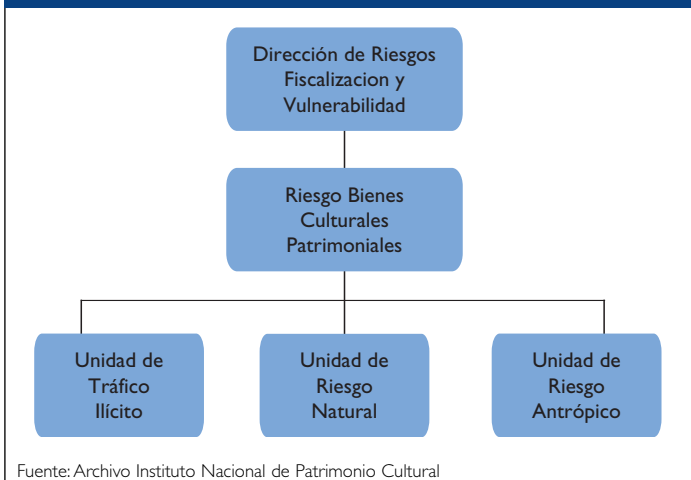 Dirección de Riesgos
Fiscalizacion y
Vulnerabilidad
Riesgo Bienes
Culturales
Patrimoniales
Unidad de
Tráfico
Ilícito
Unidad de
Riesgo
Natural
Unidad de
Riesgo
Antrópico
Fuente: Archivo Instituto Nacional de Patrimonio Cultural